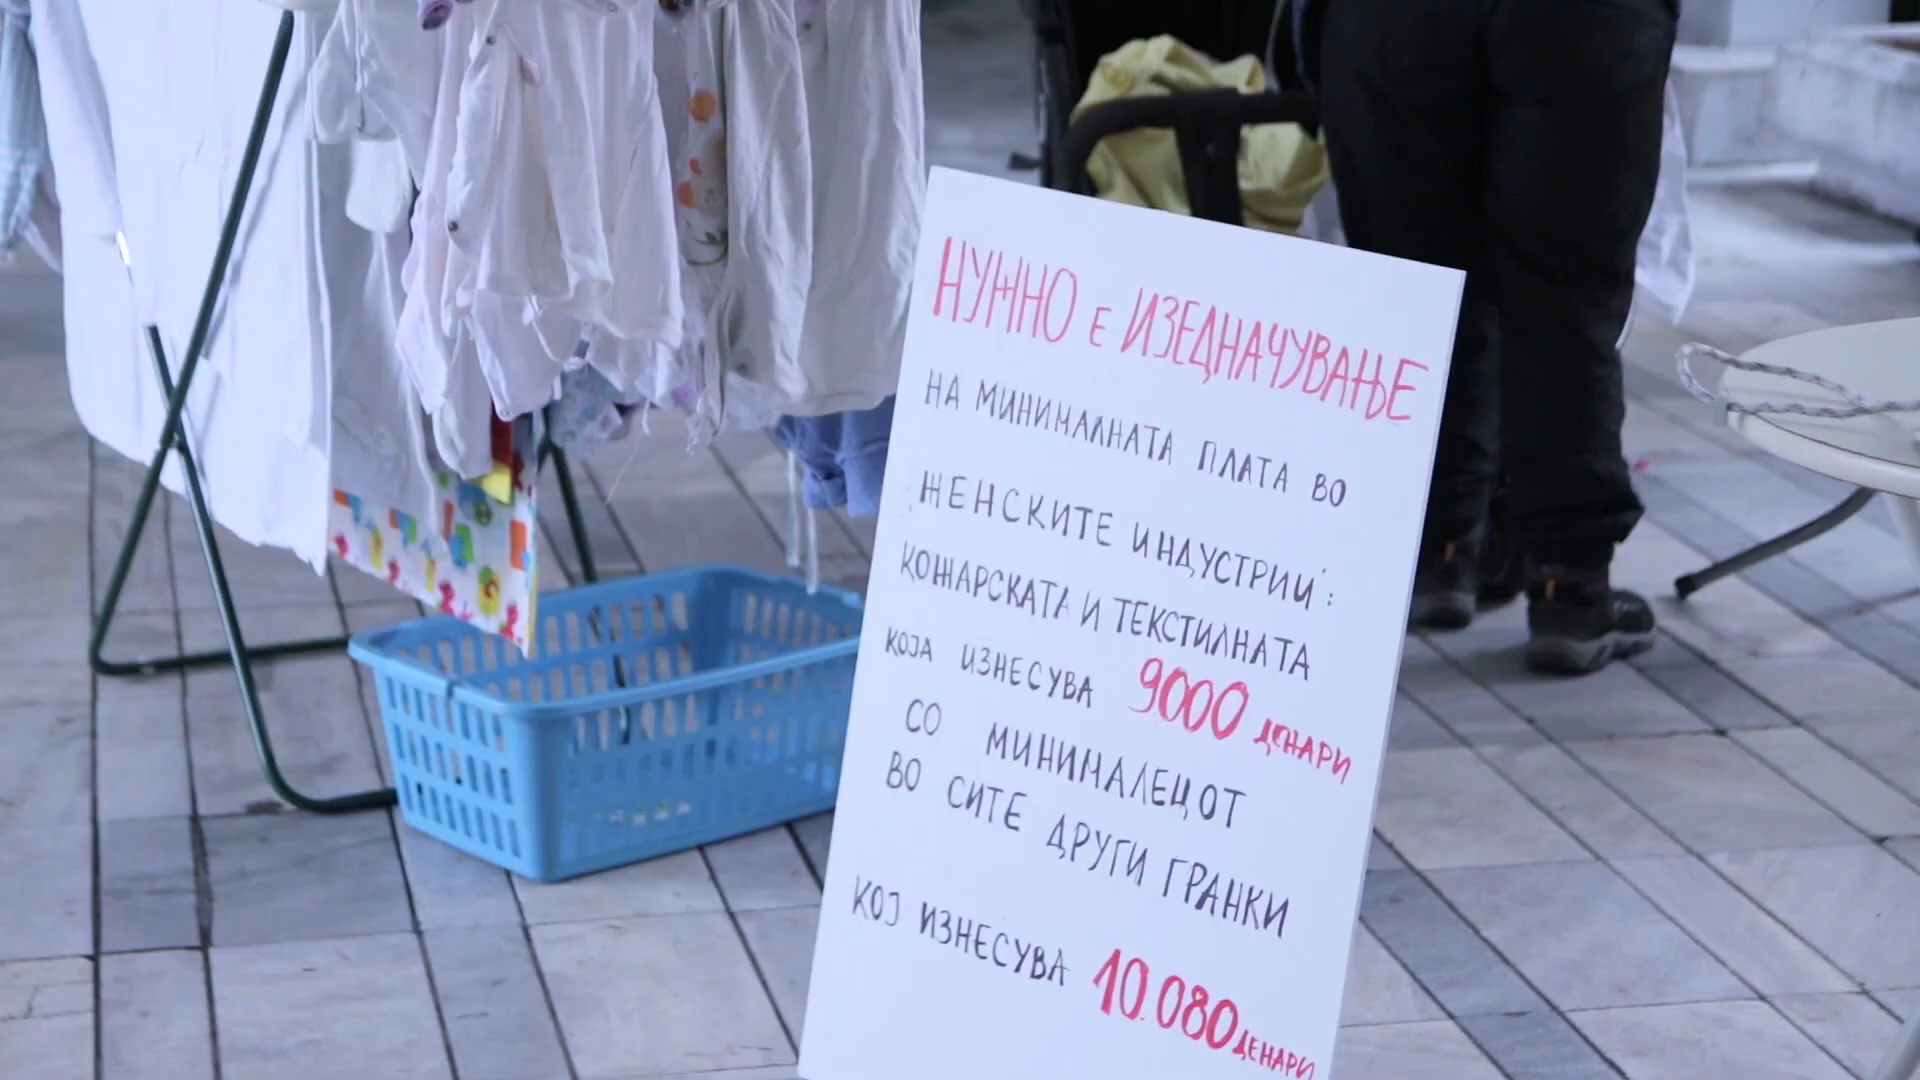 НУЖНО Е ИЗЕДНАЧУВАЊЕ
НА МИНИМАЛНАТА ПЛАТА ВО
ЖЕНСКИТЕ ИНДУСТРИИ:
КОЖАРСКАТА И ТЕКСТИЛНАТА
КОЈА ИЗНЕСУВА 9000 ДЕНАРИ
СО МИНИМАЛЕЦОТ
ВО СИТЕ ДРУГИ ГРАНКИ
КОЈ ИЗНЕСУВА 10.080 ДЕНАРИ